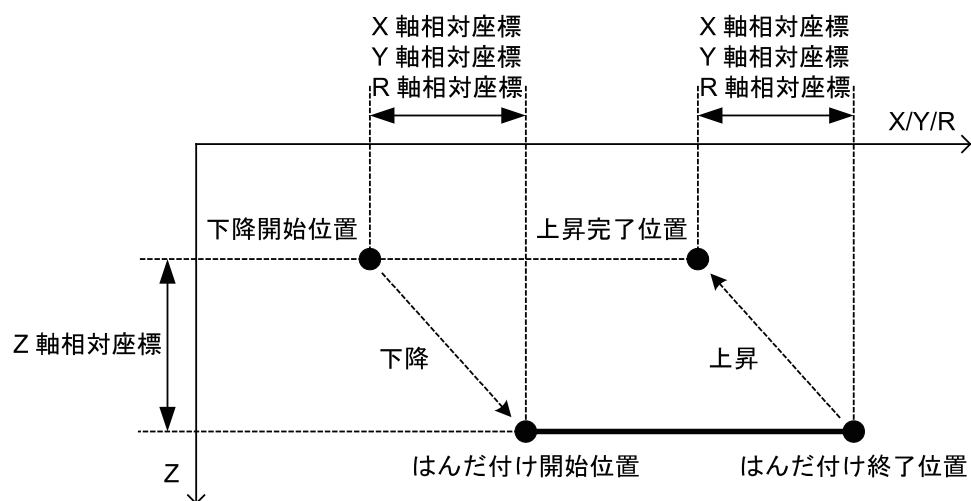 X 軸相対座標
Y 軸相対座標
R 軸相対座標
X 軸相対座標
Y 軸相対座標
R 軸相対座標
X/Y/R
下降開始位置
上昇完了位置
Z 軸相対座標
下降
上昇
はんだ付け開始位置
はんだ付け終了位置
Z